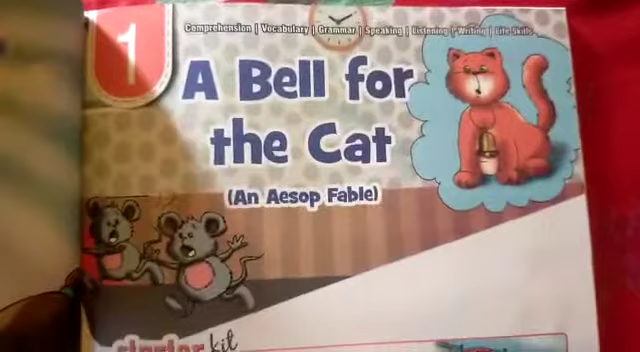 1
Comprehension | Vocabulary | Grammar | Speaking | Listening | Writing | Life Skills
A Bell for
the Cat
(An Aesop Fable)
starter kit